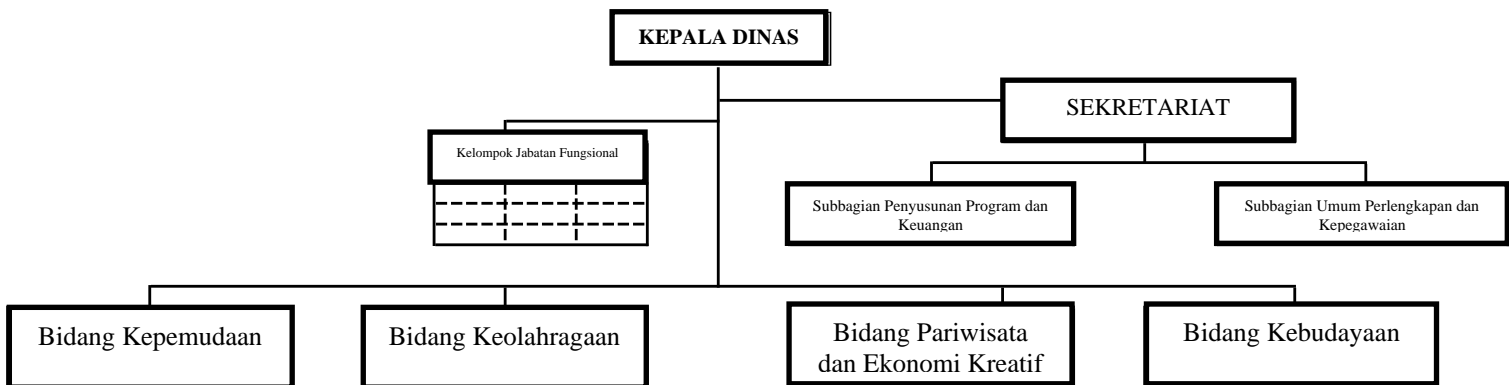 KEPALA DINAS
SEKRETARIAT
Kelompok Jabatan Fungsional
Subbagian Penyusunan Program dan
Keuangan
Subbagian Umum Perlengkapan dan
Kepegawaian
Bidang Kepemudaan
Bidang Keolahragaan
Bidang Pariwisata
dan Ekonomi Kreatif
Bidang Kebudayaan